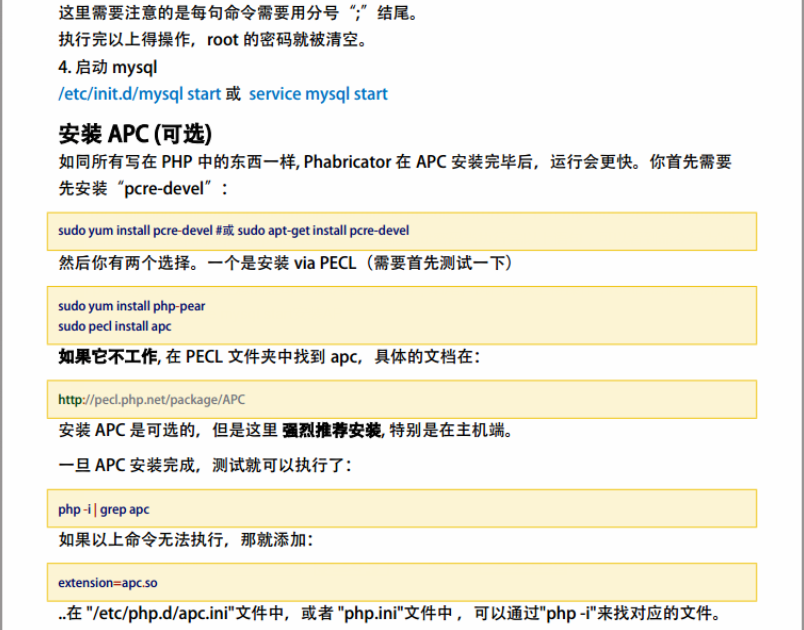 这里需要注意的是每句命令需要用分号“;”结尾。
执行完以上得操作，root 的密码就被清空。
4. 启动 mysql
/etc/init.d/mysql start 或 service mysql start
安装 APC (可选)
如同所有写在 PHP 中的东西一样, Phabricator 在 APC 安装完毕后，运行会更快。你首先需要
先安装“pcre-devel”：
sudo yum install pcre-devel #或 sudo apt-get install pcre-devel
然后你有两个选择。一个是安装 via PECL（需要首先测试一下）
sudo yum install php-pear
sudo pecl install apc
如果它不工作, 在 PECL 文件夹中找到 apc，具体的文档在：
http://pecl.php.net/package/APC
安装 APC 是可选的，但是这里 强烈推荐安装, 特别是在主机端。
一旦 APC 安装完成，测试就可以执行了：
php -i | grep apc
如果以上命令无法执行，那就添加：
extension=apc.so
..在 "/etc/php.d/apc.ini"文件中，或者 "php.ini"文件中 ，可以通过"php -i"来找对应的文件。